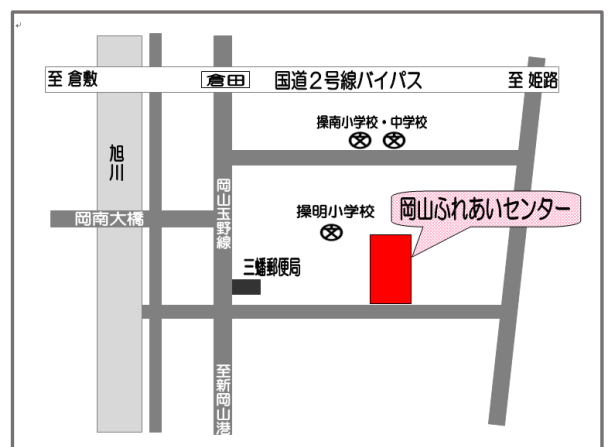 至 倉敷
倉田
国道2号線バイパス
至 姫路
操南小学校・中学校
文 文
旭川
岡山玉野線
操明小学校
文
岡山ふれあいセンター
岡南大橋
三蟠郵便局
至新岡山港